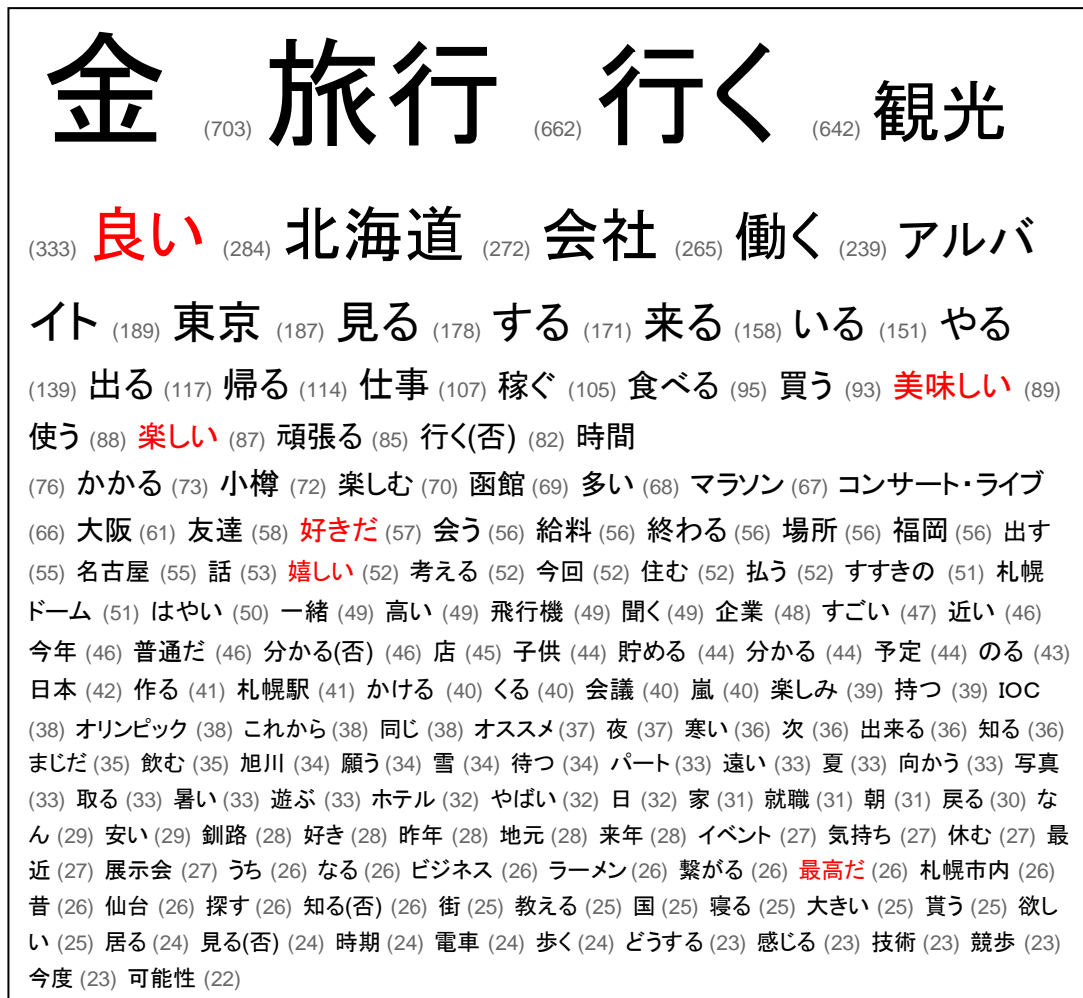 金 (703) 旅行 (662) 行く (642) 観光
(333) 良い (284) 北海道 (272) 会社 (265) 働く (239) アルバ
イト (189) 東京 (187) 見る (178) する (171) 来る (158) いる (151) やる
(139) 出る (117) 帰る (114) 仕事 (107) 稼ぐ (105) 食べる (95) 買う (93) 美味しい (89)
使う (88) 楽しい (87) 頑張る (85) 行く(否) (82) 時間
(76) かかる (73) 小樽 (72) 楽しむ (70) 函館 (69) 多い (68) マラソン (67) コンサート・ライブ
(66) 大阪 (61) 友達 (58) 好きだ (57) 会う (56) 給料 (56) 終わる (56) 場所 (56) 福岡 (56) 出す
(55) 名古屋 (55) 話 (53) 嬉しい (52) 考える (52) 今回 (52) 住む (52) 払う (52) すすきの (51) 札幌
ドーム (51) はやい (50) 一緒 (49) 高い (49) 飛行機 (49) 聞く (49) 企業 (48) すごい (47) 近い (46)
今年 (46) 普通だ (46) 分かる(否) (46) 店 (45) 子供 (44) 貯める (44) 分かる (44) 予定 (44) のる (43)
日本 (42) 作る (41) 札幌駅 (41) かける (40) くる (40) 会議 (40) 嵐 (40) 楽しみ (39) 持つ (39) IOC
(38) オリンピック (38) これから (38) 同じ (38) オススメ (37) 夜 (37) 寒い (36) 次 (36) 出来る (36) 知る (36)
まじだ (35) 飲む (35) 旭川 (34) 願う (34) 雪 (34) 待つ (34) パート (33) 遠い (33) 夏 (33) 向かう (33) 写真
(33) 取る (33) 暑い (33) 遊ぶ (33) ホテル (32) やばい (32) 日 (32) 家 (31) 就職 (31) 朝 (31) 戻る (30) な
ん (29) 安い (29) 釧路 (28) 好き (28) 昨年 (28) 地元 (28) 来年 (28) イベント (27) 気持ち (27) 休む (27) 最
近 (27) 展示会 (27) うち (26) なる (26) ビジネス (26) ラーメン (26) 繋がる (26) 最高だ (26) 札幌市内 (26)
昔 (26) 仙台 (26) 探す (26) 知る(否) (26) 街 (25) 教える (25) 国 (25) 寝る (25) 大きい (25) 貰う (25) 欲し
い (25) 居る (24) 見る(否) (24) 時期 (24) 電車 (24) 歩く (24) どうする (23) 感じる (23) 技術 (23) 競歩 (23)
今度 (23) 可能性 (22)